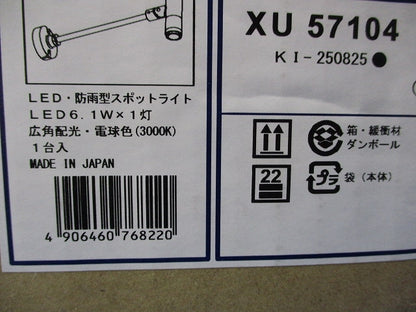 XU 57104
KI-250825●
LED・防雨型スポットライト
LED6.1W×1灯
広角配光・電球色(3000K)
1台入
MADE IN JAPAN
4 906460 768220
22
箱・緩衝材
ダンボール
プラ
袋(本体)